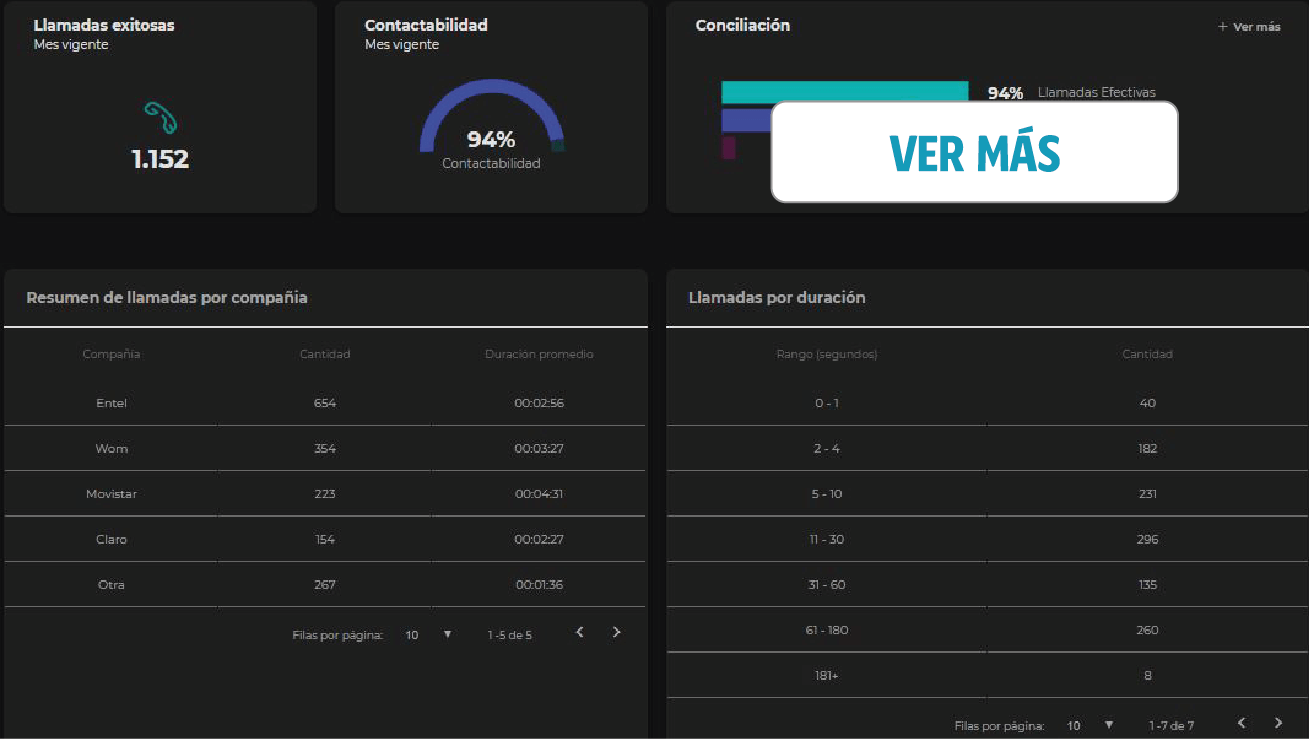 Llamadas exitosas
Mes vigente
1.152
Contactabilidad
Mes vigente
94%
Contactabilidad
Conciliación
+ Ver más
94% Llamadas Efectivas
VER MÁS
Resumen de llamadas por compañia
Compañía Cantidad Duración promedio
Entel 654 00:02:56
Wom 354 00:03:27
Movistar 223 00:04:31
Claro 154 00:02:27
Otra 267 00:01:36
Filas por página: 10 ▼ 1-5 de 5 < >
Llamadas por duración
Rango (segundos) Cantidad
0 - 1 40
2 - 4 182
5 - 10 231
11 - 30 296
31 - 60 135
61 - 180 260
181+ 8
Filas por página: 10 ▼ 1-7 de 7 < >